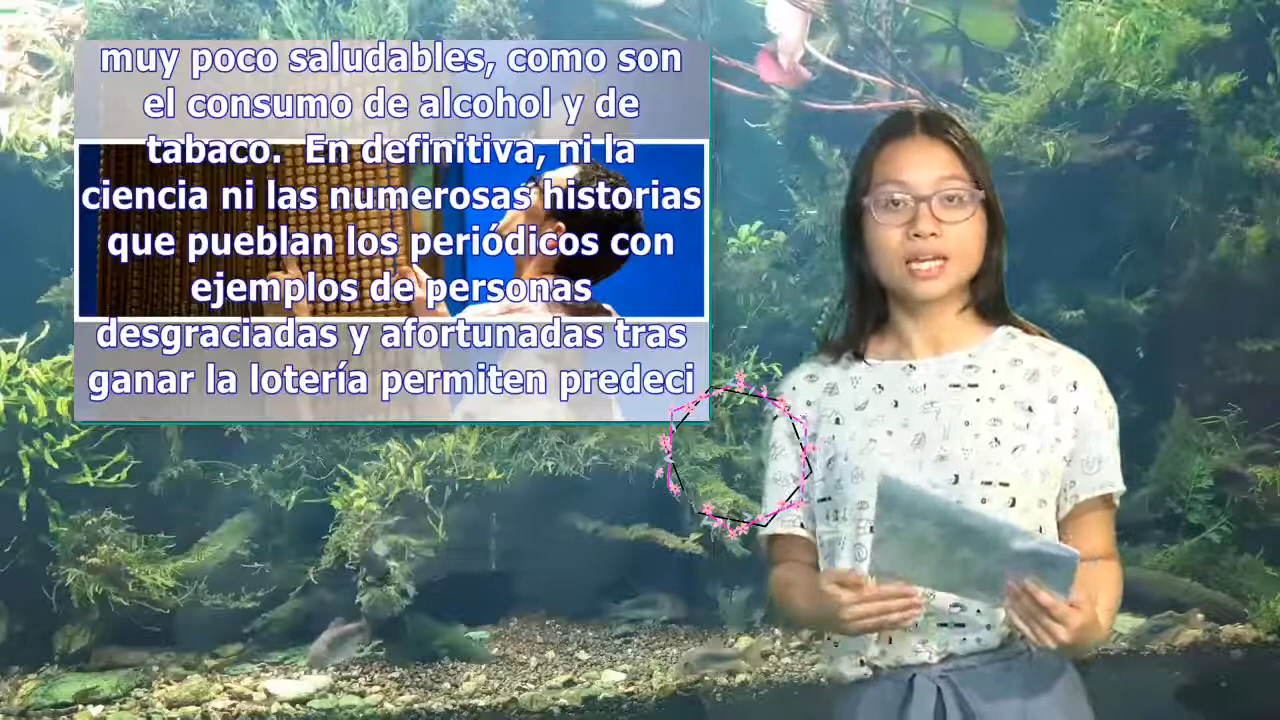 muy poco saludables, como son
el consumo de alcohol y de
tabaco. En definitiva, ni la
ciencia ni las numerosas historias
que pueblan los periódicos con
ejemplos de personas
desgraciadas y afortunadas tras
ganar la lotería permiten predeci